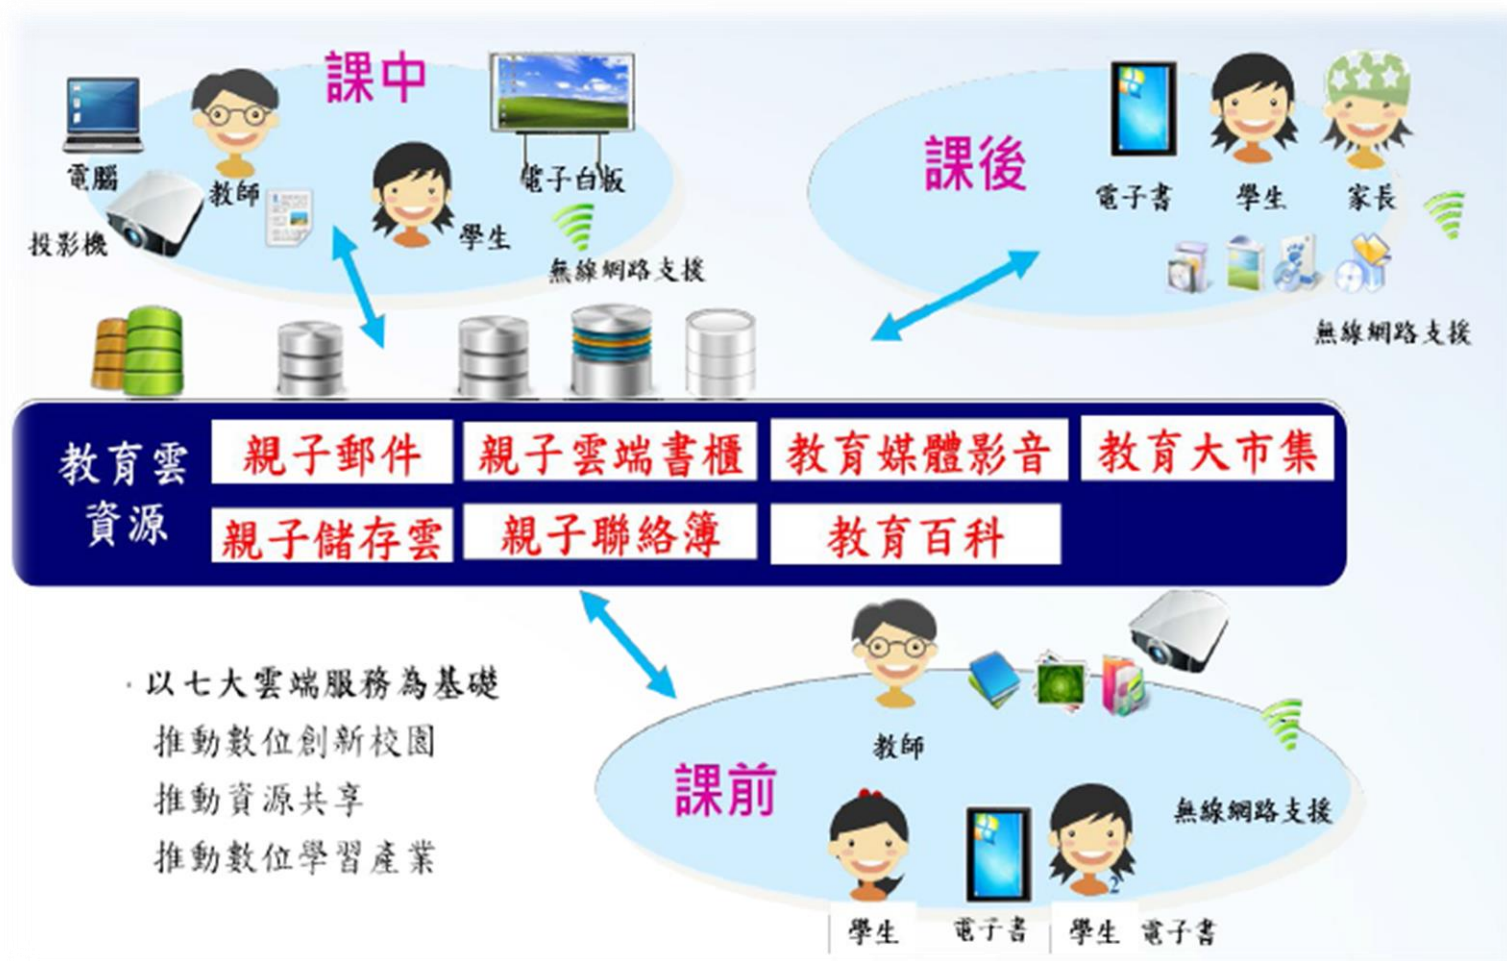 課中
電腦
教師
電子白板
投影機
學生
無線網路支援
課後
電子書
學生
家長
無線網路支援
教育雲
資源
親子郵件
親子雲端書櫃
教育媒體影音
教育大市集
親子儲存雲
親子聯絡簿
教育百科
·以七大雲端服務為基礎
推動數位創新校園
推動資源共享
推動數位學習產業
教師
課前
無線網路支援
2
學生
電子書
學生
電子書